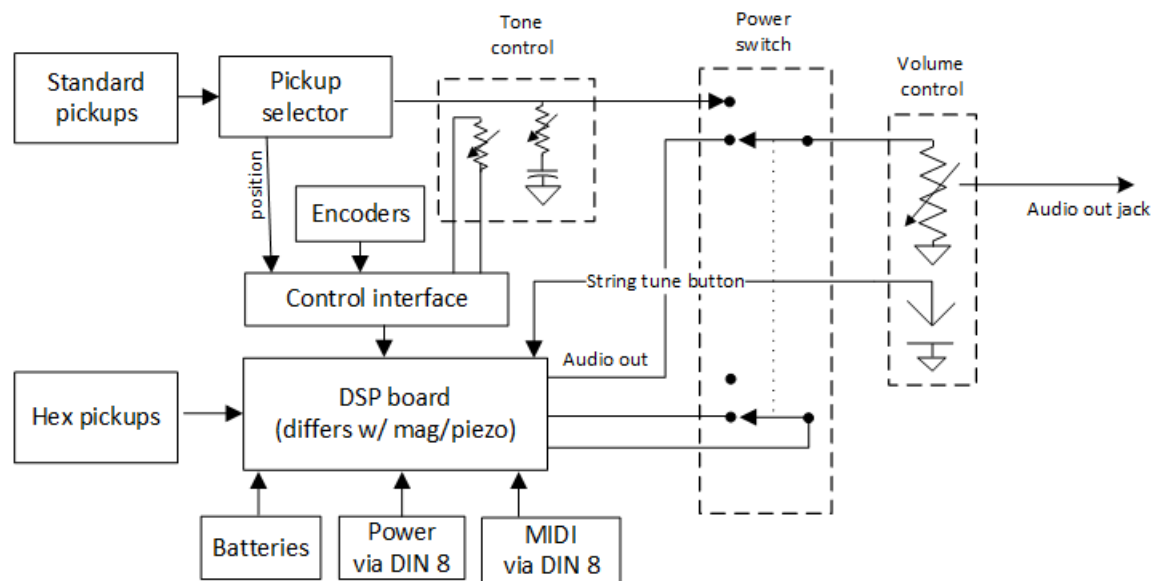 Tone
control
Power
switch
Standard
pickups
Pickup
selector
Volume
control
position
Encoders
Audio out jack
Control interface
String tune button
Audio out
Hex pickups
DSP board
(differs w/ mag/piezo)
Batteries
Power
via DIN 8
MIDI
via DIN 8